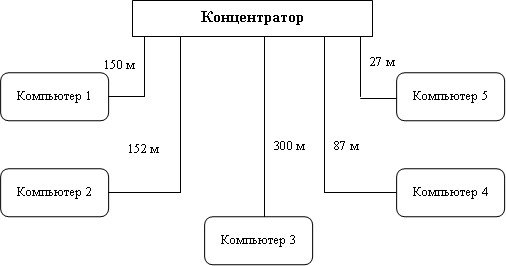 Концентратор
150 м
27 м
Компьютер 1
Компьютер 5
152 м
300 м
87 м
Компьютер 2
Компьютер 4
Компьютер 3